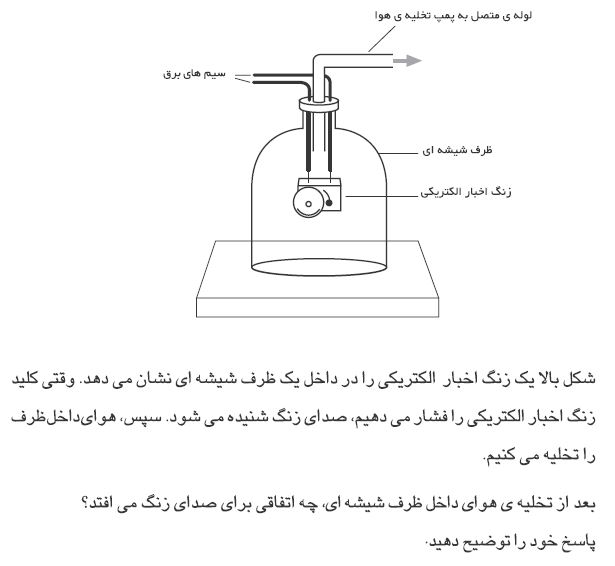 لوله ی متصل به پمپ تخلیه ی هوا
سیم های برق
ظرف شیشه ای
زنگ اخبار الکتریکی
شکل بالا یک زنگ اخبار الکتریکی را در داخل یک ظرف شیشه ای نشان می دهد. وقتی کلید
زنگ اخبار الکتریکی را فشار می دهیم، صدای زنگ شنیده می شود. سپس، هوای‌داخل‌ظرف
را تخلیه می کنیم.
بعد از تخلیه ی هوای داخل ظرف شیشه ای، چه اتفاقی برای صدای زنگ می افتد؟
پاسخ خود را توضیح دهید.